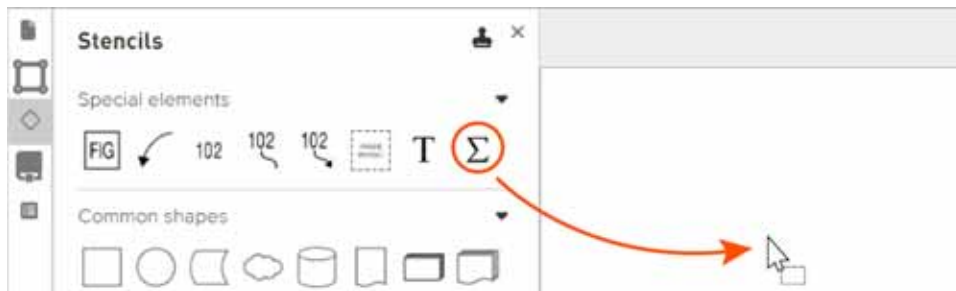 Stencils
Special elements
FIG 102 102 102 T Σ
Common shapes